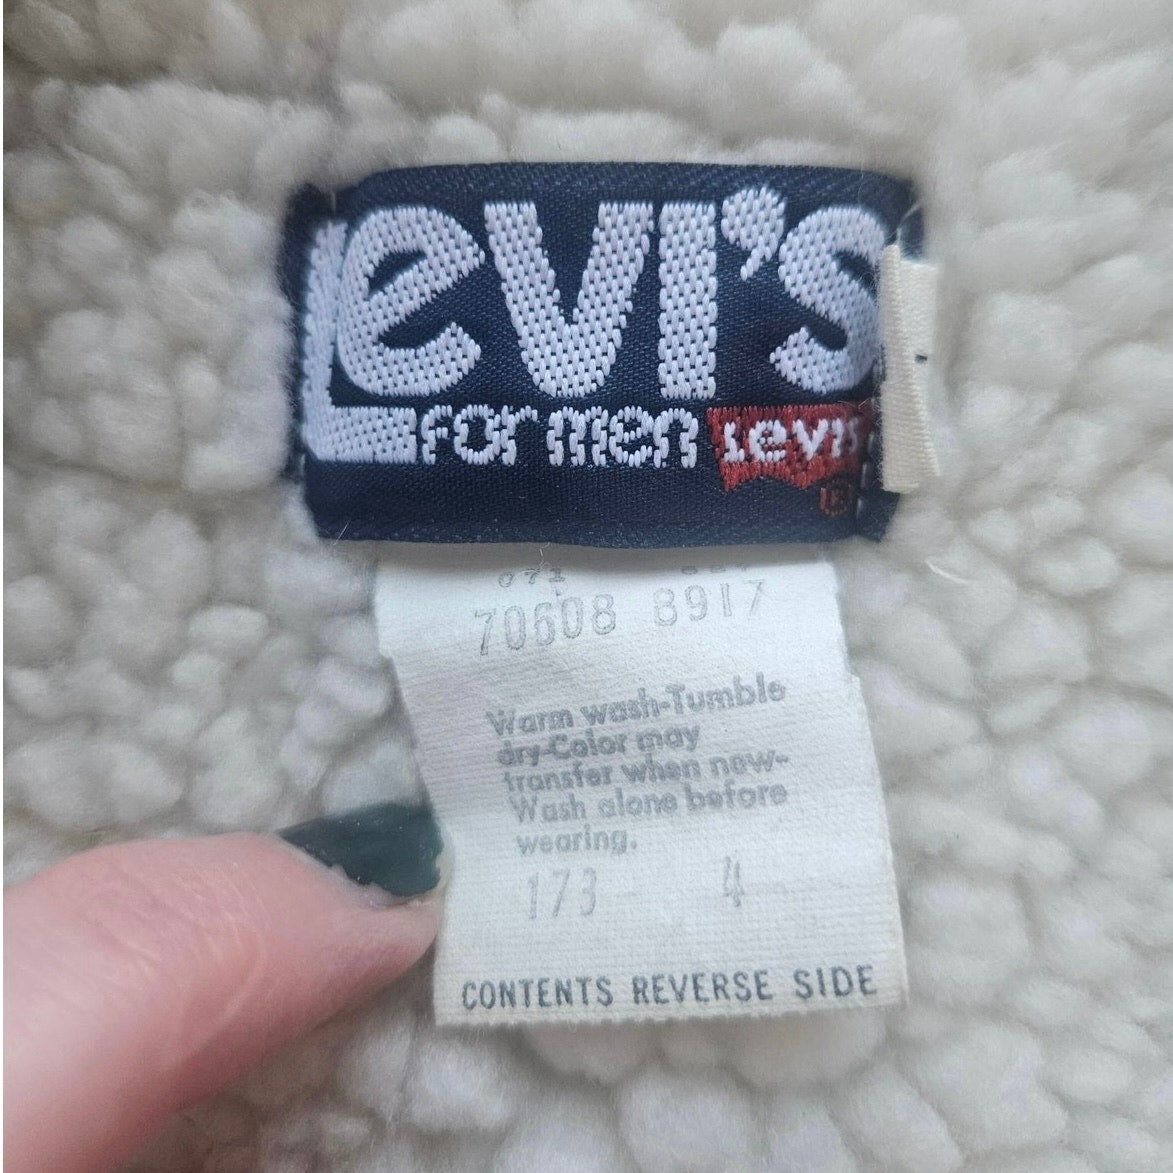 Levi's
for men Levi's
®
70608 8917
Warm wash-Tumble
dry-Color may
transfer when new-
Wash alone before
wearing.
173 4
CONTENTS REVERSE SIDE